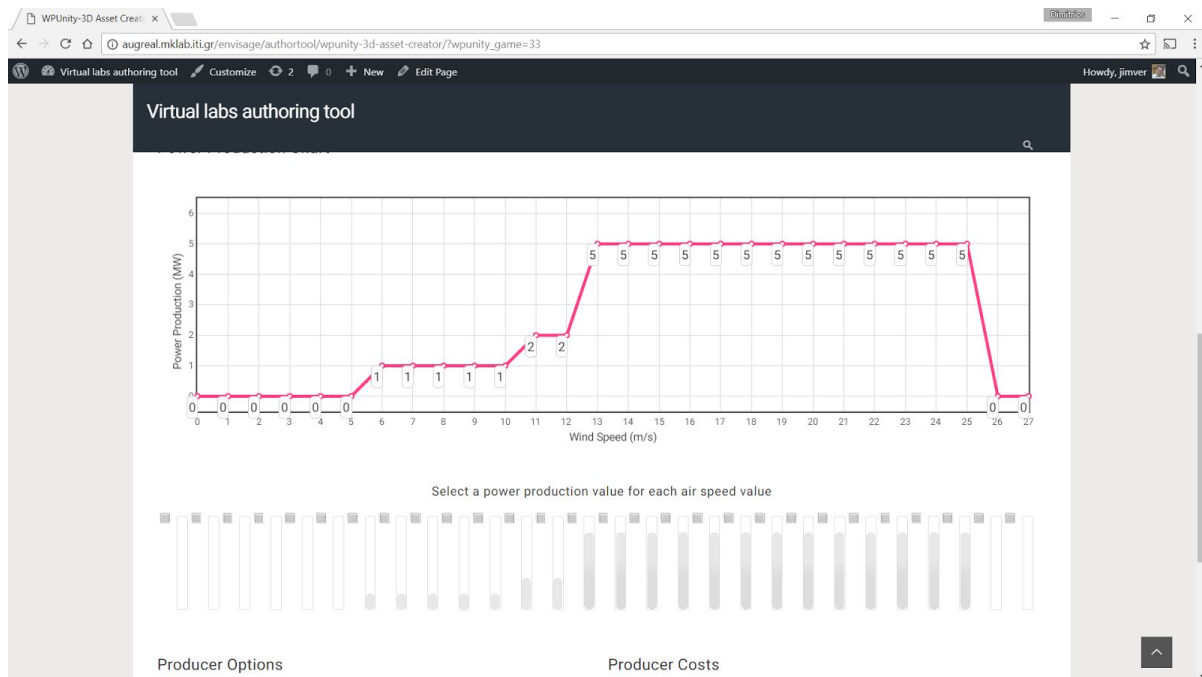 WPUnity-3D Asset Creat
Dimitrios
augreal.mklab.iti.gr/envisage/authortool/wpunity-3d-asset-creator/?wpunity_game=33
Virtual labs authoring tool Customize 2 0 New Edit Page Howdy, jimver
Virtual labs authoring tool
Power Production Chart
6
5
4
3
2
1
0
Power Production (MW)
0 0 0 0 0 0 1 1 1 1 1 2 2 5 5 5 5 5 5 5 5 5 5 5 5 5 0 0
0 1 2 3 4 5 6 7 8 9 10 11 12 13 14 15 16 17 18 19 20 21 22 23 24 25 26 27
Wind Speed (m/s)
Select a power production value for each air speed value
Producer Options Producer Costs